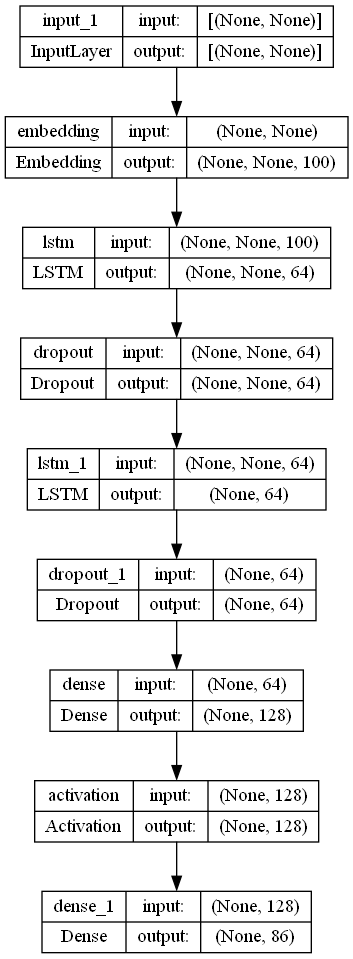 input_1 input: [(None, None)]
InputLayer output: [(None, None)]
embedding input: (None, None)
Embedding output: (None, None, 100)
lstm input: (None, None, 100)
LSTM output: (None, None, 64)
dropout input: (None, None, 64)
Dropout output: (None, None, 64)
lstm_1 input: (None, None, 64)
LSTM output: (None, 64)
dropout_1 input: (None, 64)
Dropout output: (None, 64)
dense input: (None, 64)
Dense output: (None, 128)
activation input: (None, 128)
Activation output: (None, 128)
dense_1 input: (None, 128)
Dense output: (None, 86)